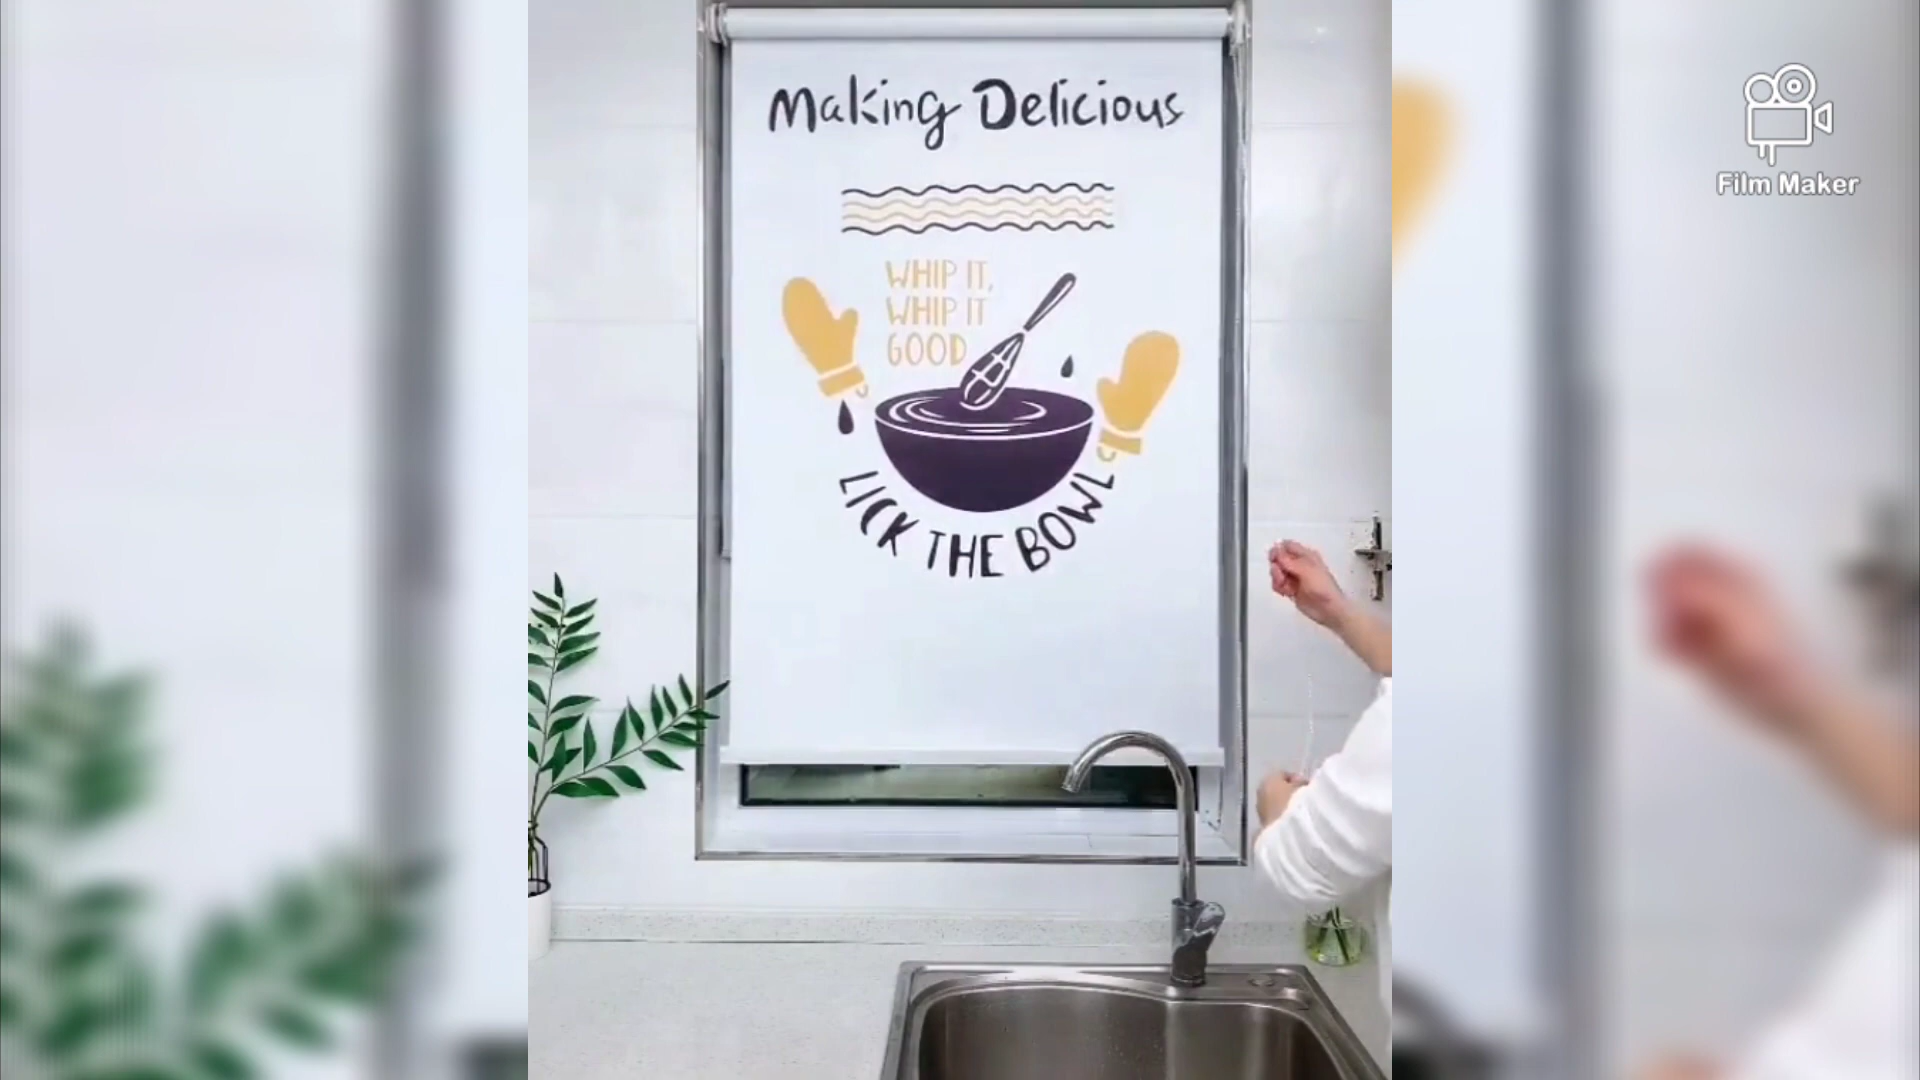 Making Delicious
WHIP IT,
WHIP IT
GOOD
LICK THE BOWL
Film Maker